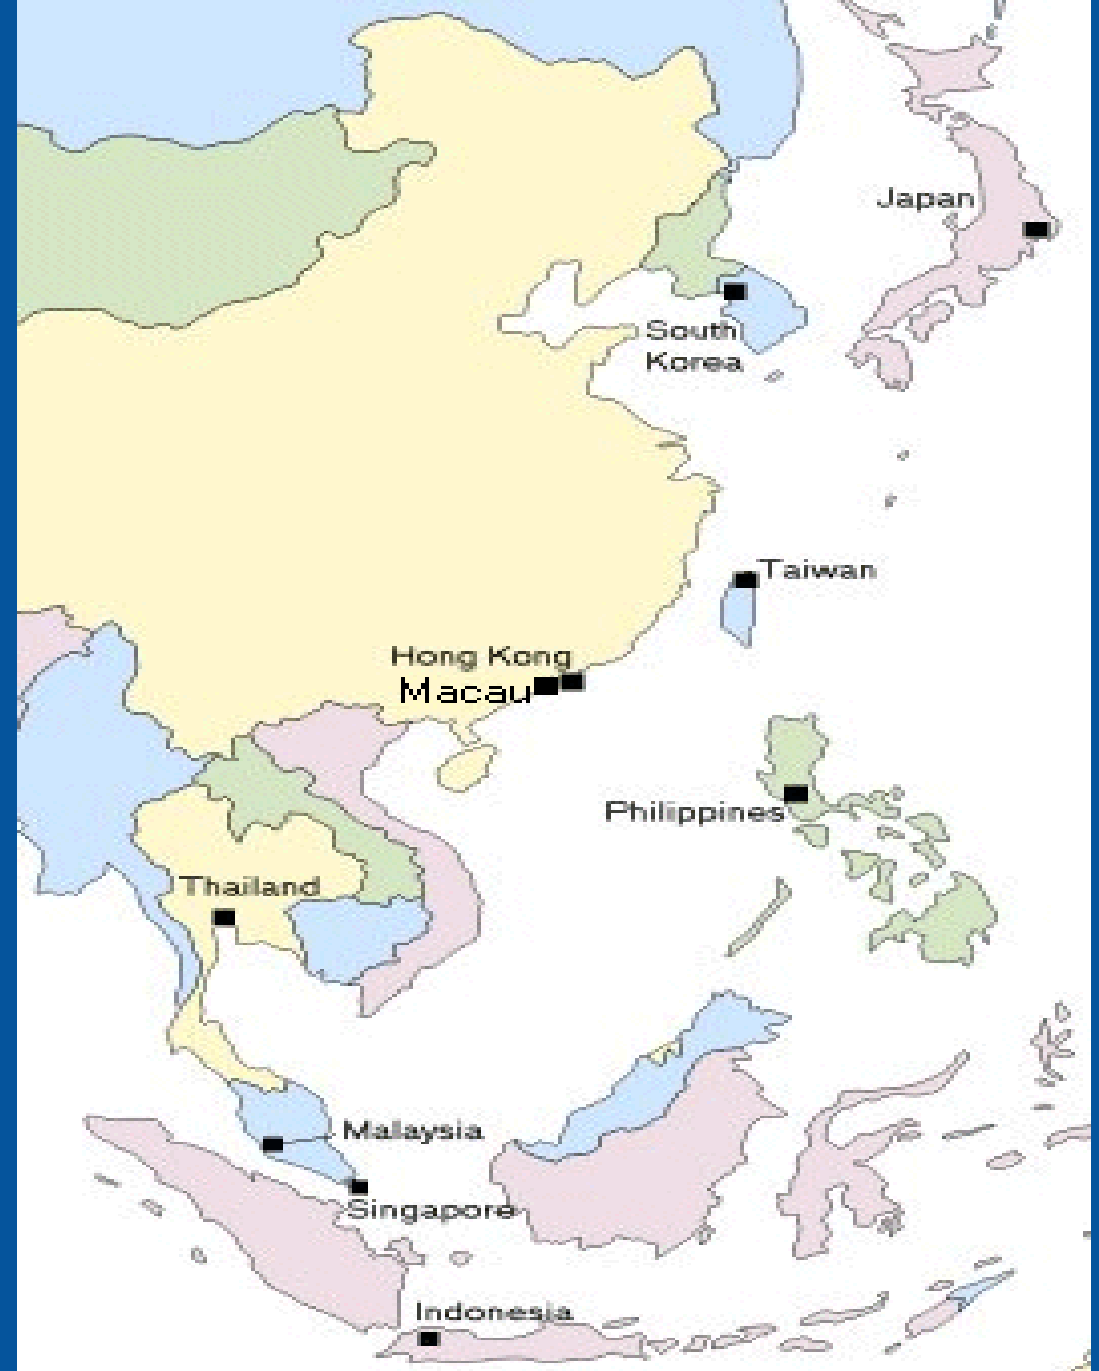 Japan
South
Korea
Taiwan
Hong Kong
Macau
Philippines
Thailand
Malaysia
Singapore
Indonesia